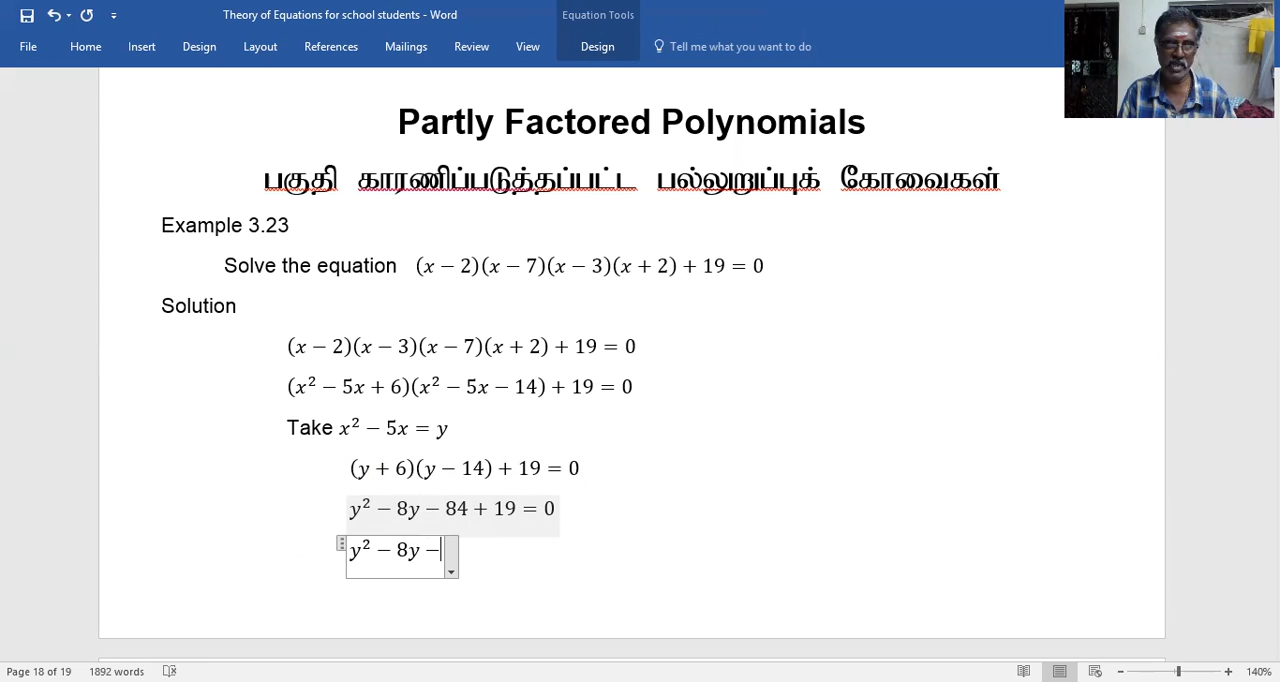 Theory of Equations for school students - Word
Equation Tools
File Home Insert Design Layout References Mailings Review View Design Tell me what you want to do
Partly Factored Polynomials
பகுதி காரணிப்படுத்தப்பட்ட பல்லுறுப்புக் கோவைகள்
Example 3.23
Solve the equation (x − 2)(x − 7)(x − 3)(x + 2) + 19 = 0
Solution
(x − 2)(x − 3)(x − 7)(x + 2) + 19 = 0
(x² − 5x + 6)(x² − 5x − 14) + 19 = 0
Take x² − 5x = y
(y + 6)(y − 14) + 19 = 0
y² − 8y − 84 + 19 = 0
y² − 8y −
Page 18 of 19 1892 words 140%